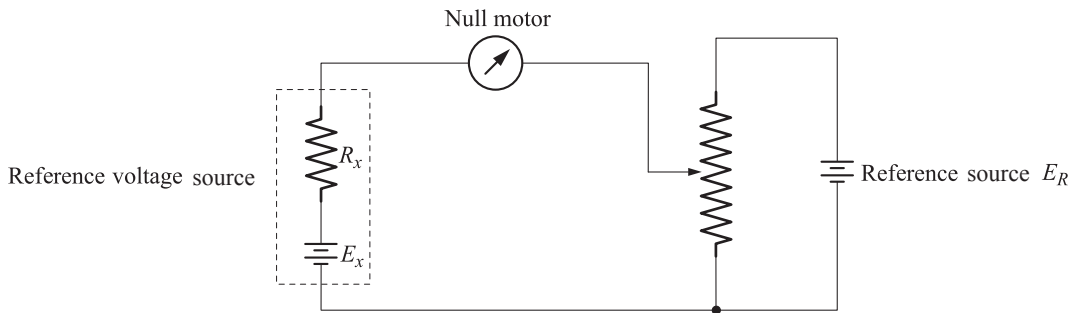 Null motor
R_x
Reference voltage source
Reference source E_R
E_x